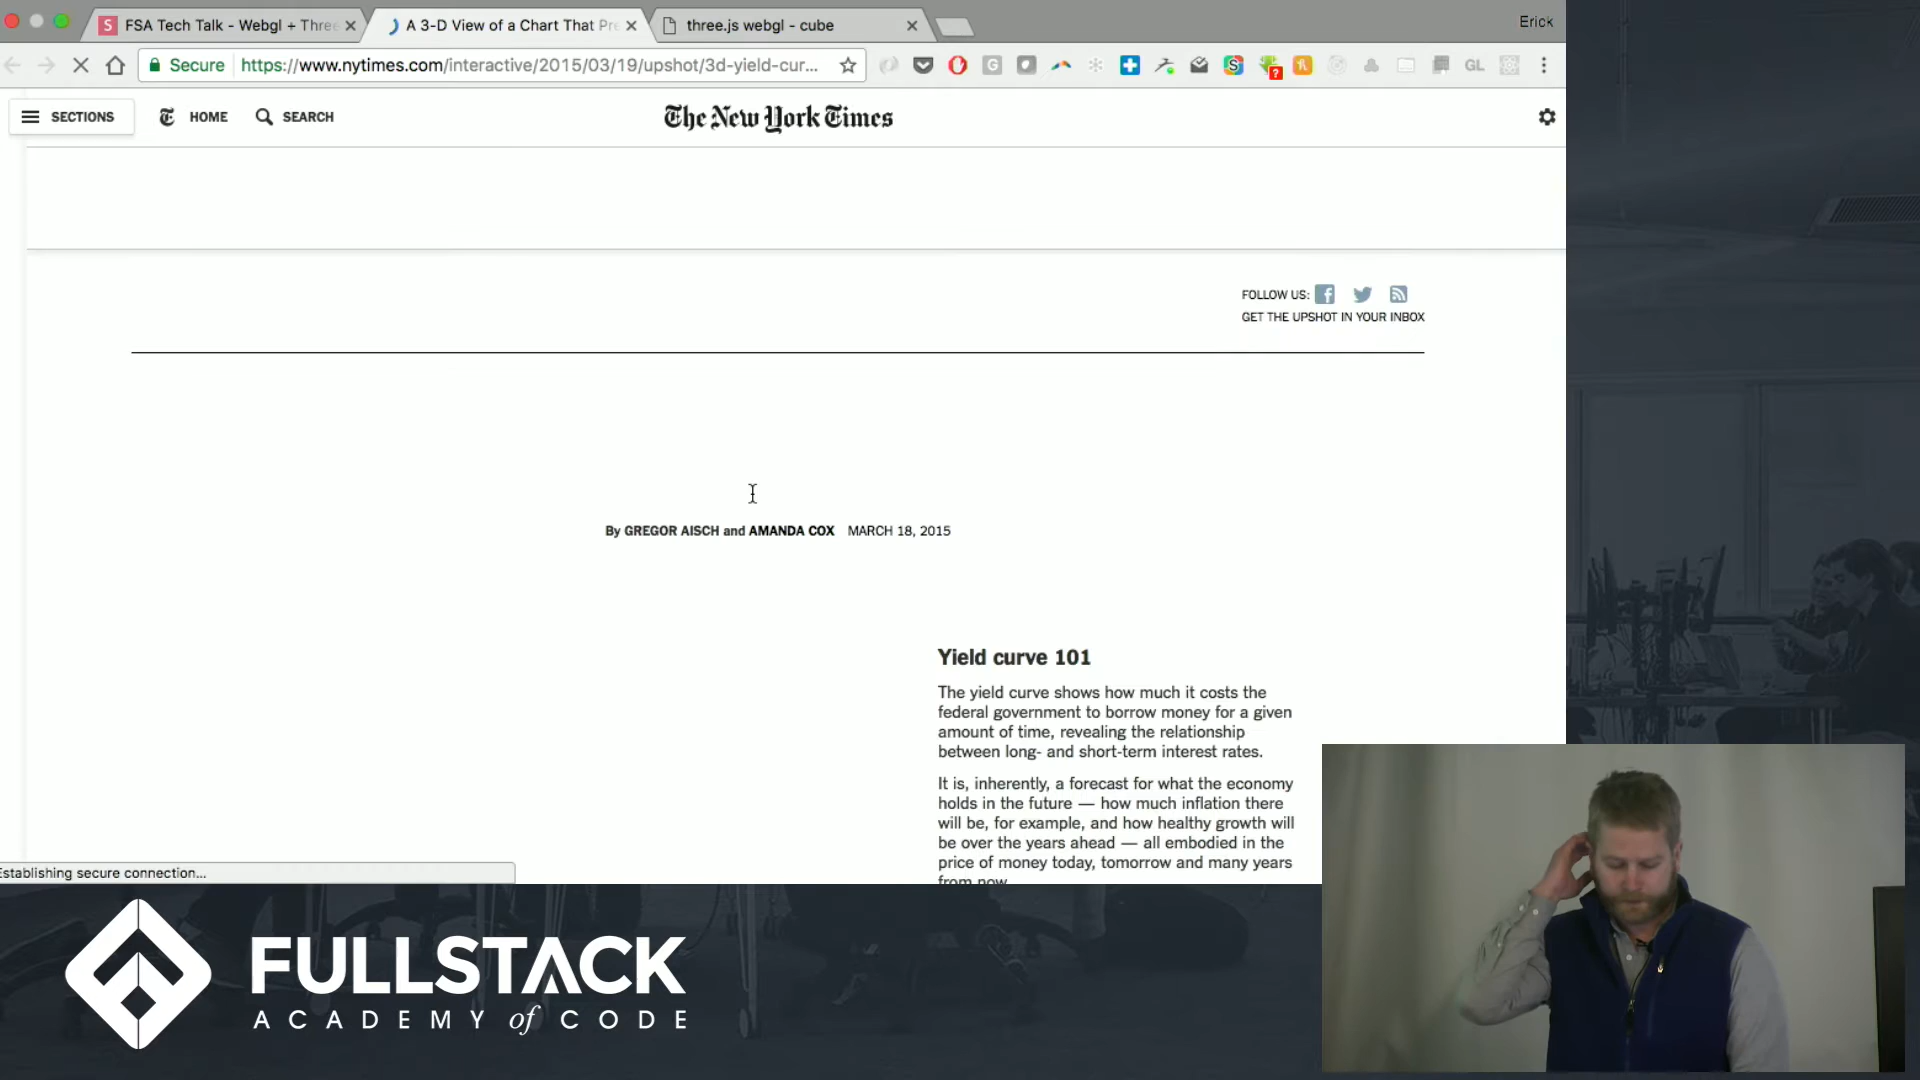 FSA Tech Talk - Webgl + Three
A 3-D View of a Chart That Pre
three.js webgl - cube
Erick
Secure
https://www.nytimes.com/interactive/2015/03/19/upshot/3d-yield-cur...
SECTIONS
HOME
SEARCH
The New York Times
FOLLOW US:
GET THE UPSHOT IN YOUR INBOX
By GREGOR AISCH and AMANDA COX MARCH 18, 2015
Yield curve 101
The yield curve shows how much it costs the
federal government to borrow money for a given
amount of time, revealing the relationship
between long- and short-term interest rates.
It is, inherently, a forecast for what the economy
holds in the future — how much inflation there
will be, for example, and how healthy growth will
be over the years ahead — all embodied in the
price of money today, tomorrow and many years
from now
Establishing secure connection...
FULLSTACK
ACADEMY of CODE